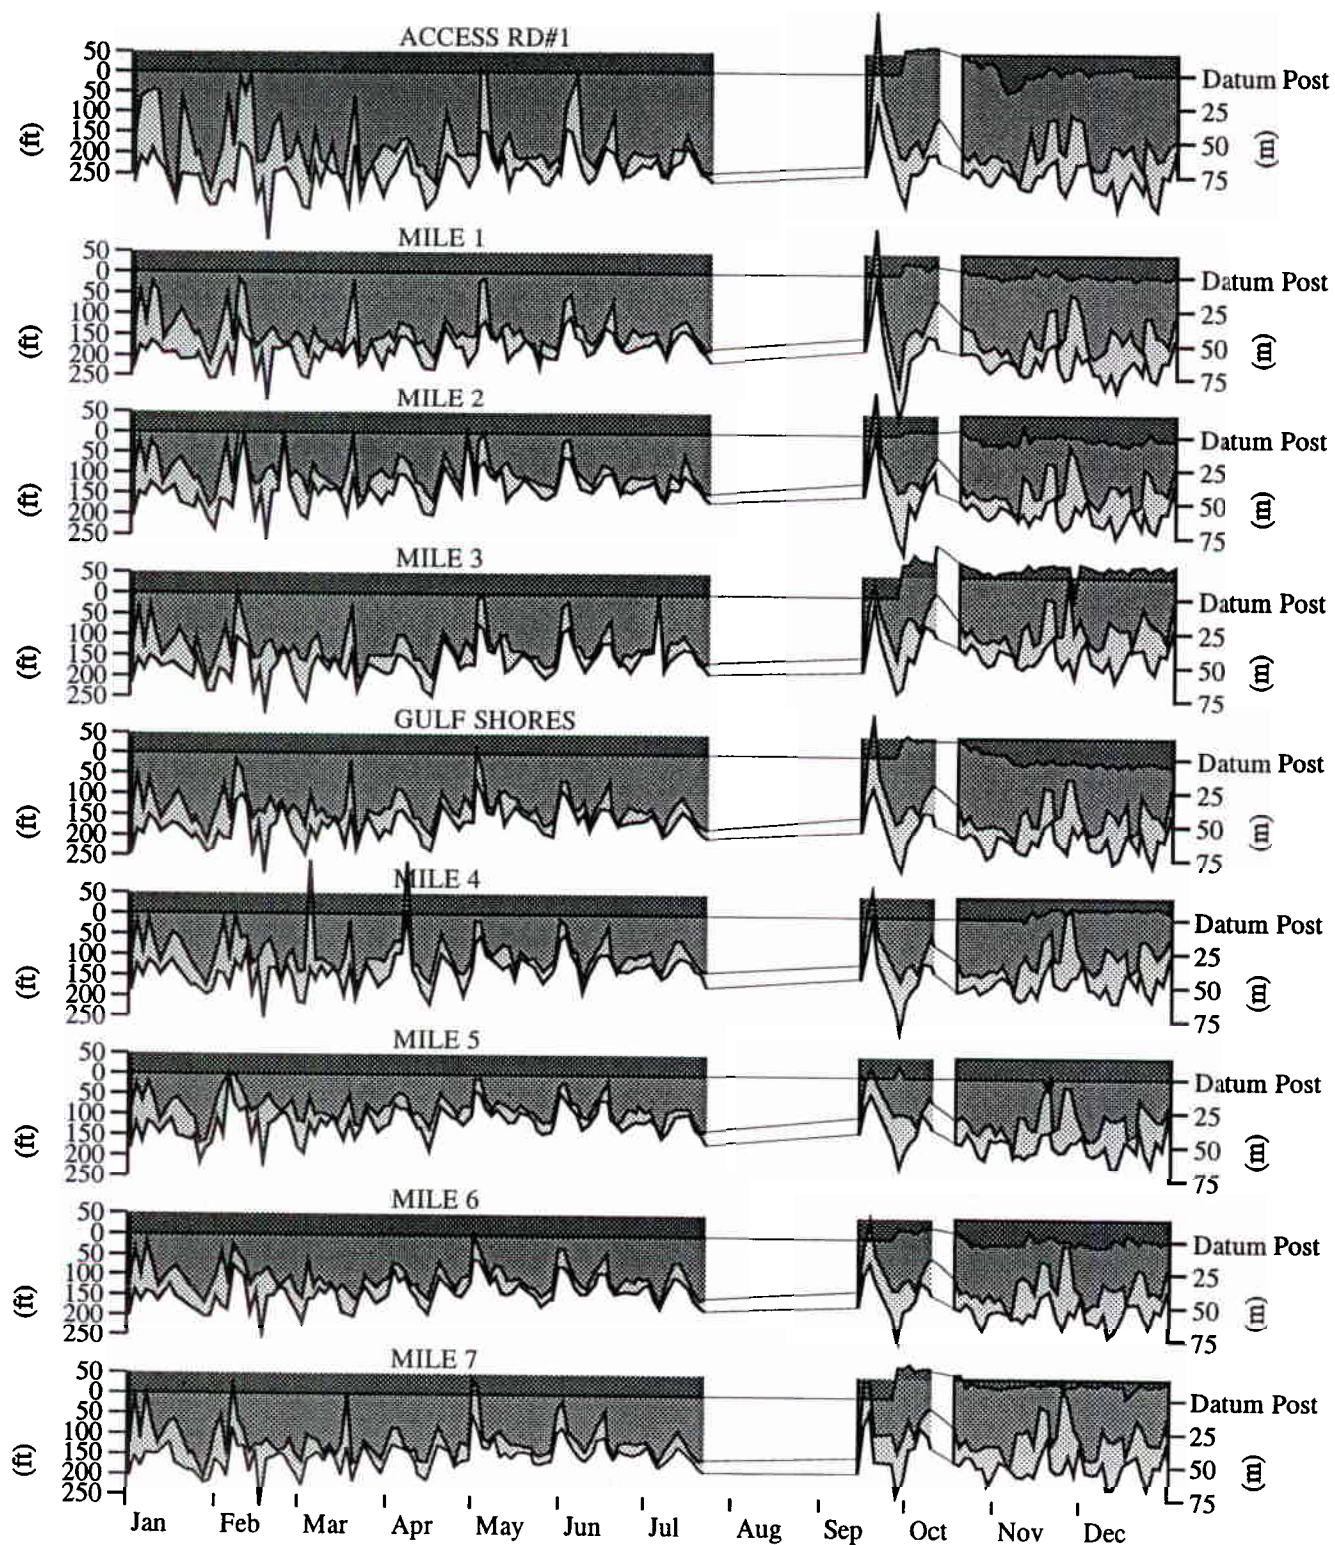 ACCESS RD#1
50
0
50
100
150
200
250
(ft)
Datum Post
25
50
75
(m)
MILE 1
50
0
50
100
150
200
250
(ft)
Datum Post
25
50
75
(m)
MILE 2
50
0
50
100
150
200
250
(ft)
Datum Post
25
50
75
(m)
MILE 3
50
0
50
100
150
200
250
(ft)
Datum Post
25
50
75
(m)
GULF SHORES
50
0
50
100
150
200
250
(ft)
Datum Post
25
50
75
(m)
MILE 4
50
0
50
100
150
200
250
(ft)
Datum Post
25
50
75
(m)
MILE 5
50
0
50
100
150
200
250
(ft)
Datum Post
25
50
75
(m)
MILE 6
50
0
50
100
150
200
250
(ft)
Datum Post
25
50
75
(m)
MILE 7
50
0
50
100
150
200
250
(ft)
Datum Post
25
50
75
(m)
Jan Feb Mar Apr May Jun Jul Aug Sep Oct Nov Dec